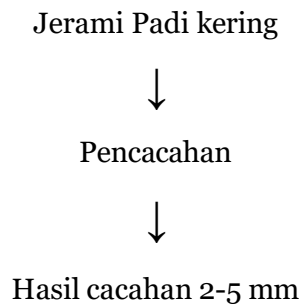 Jerami Padi kering
↓
Pencacahan
↓
Hasil cacahan 2-5 mm